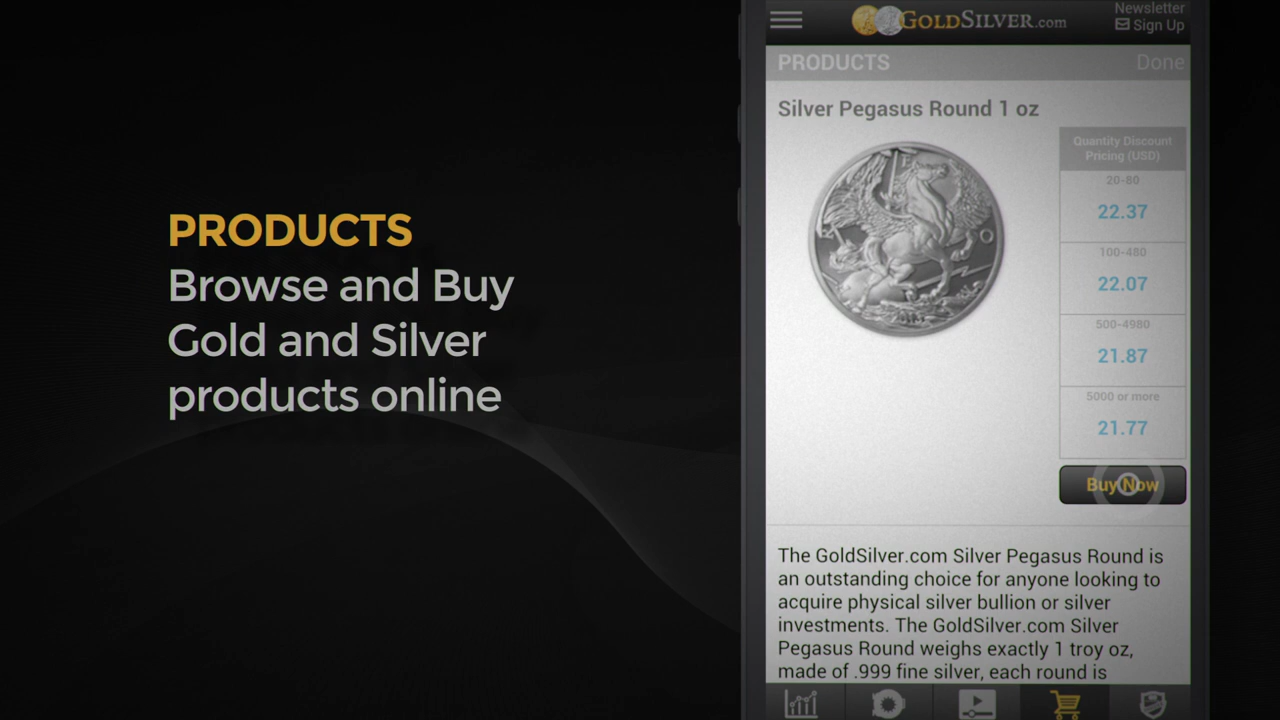 PRODUCTS
Browse and Buy
Gold and Silver
products online
GOLDSILVER.com
Newsletter
Sign Up
PRODUCTS
Done
Silver Pegasus Round 1 oz
Quantity Discount
Pricing (USD)
20-80
22.37
100-480
22.07
500-4980
21.87
5000 or more
21.77
Buy Now
The GoldSilver.com Silver Pegasus Round is
an outstanding choice for anyone looking to
acquire physical silver bullion or silver
investments. The GoldSilver.com Silver
Pegasus Round weighs exactly 1 troy oz,
made of .999 fine silver, each round is